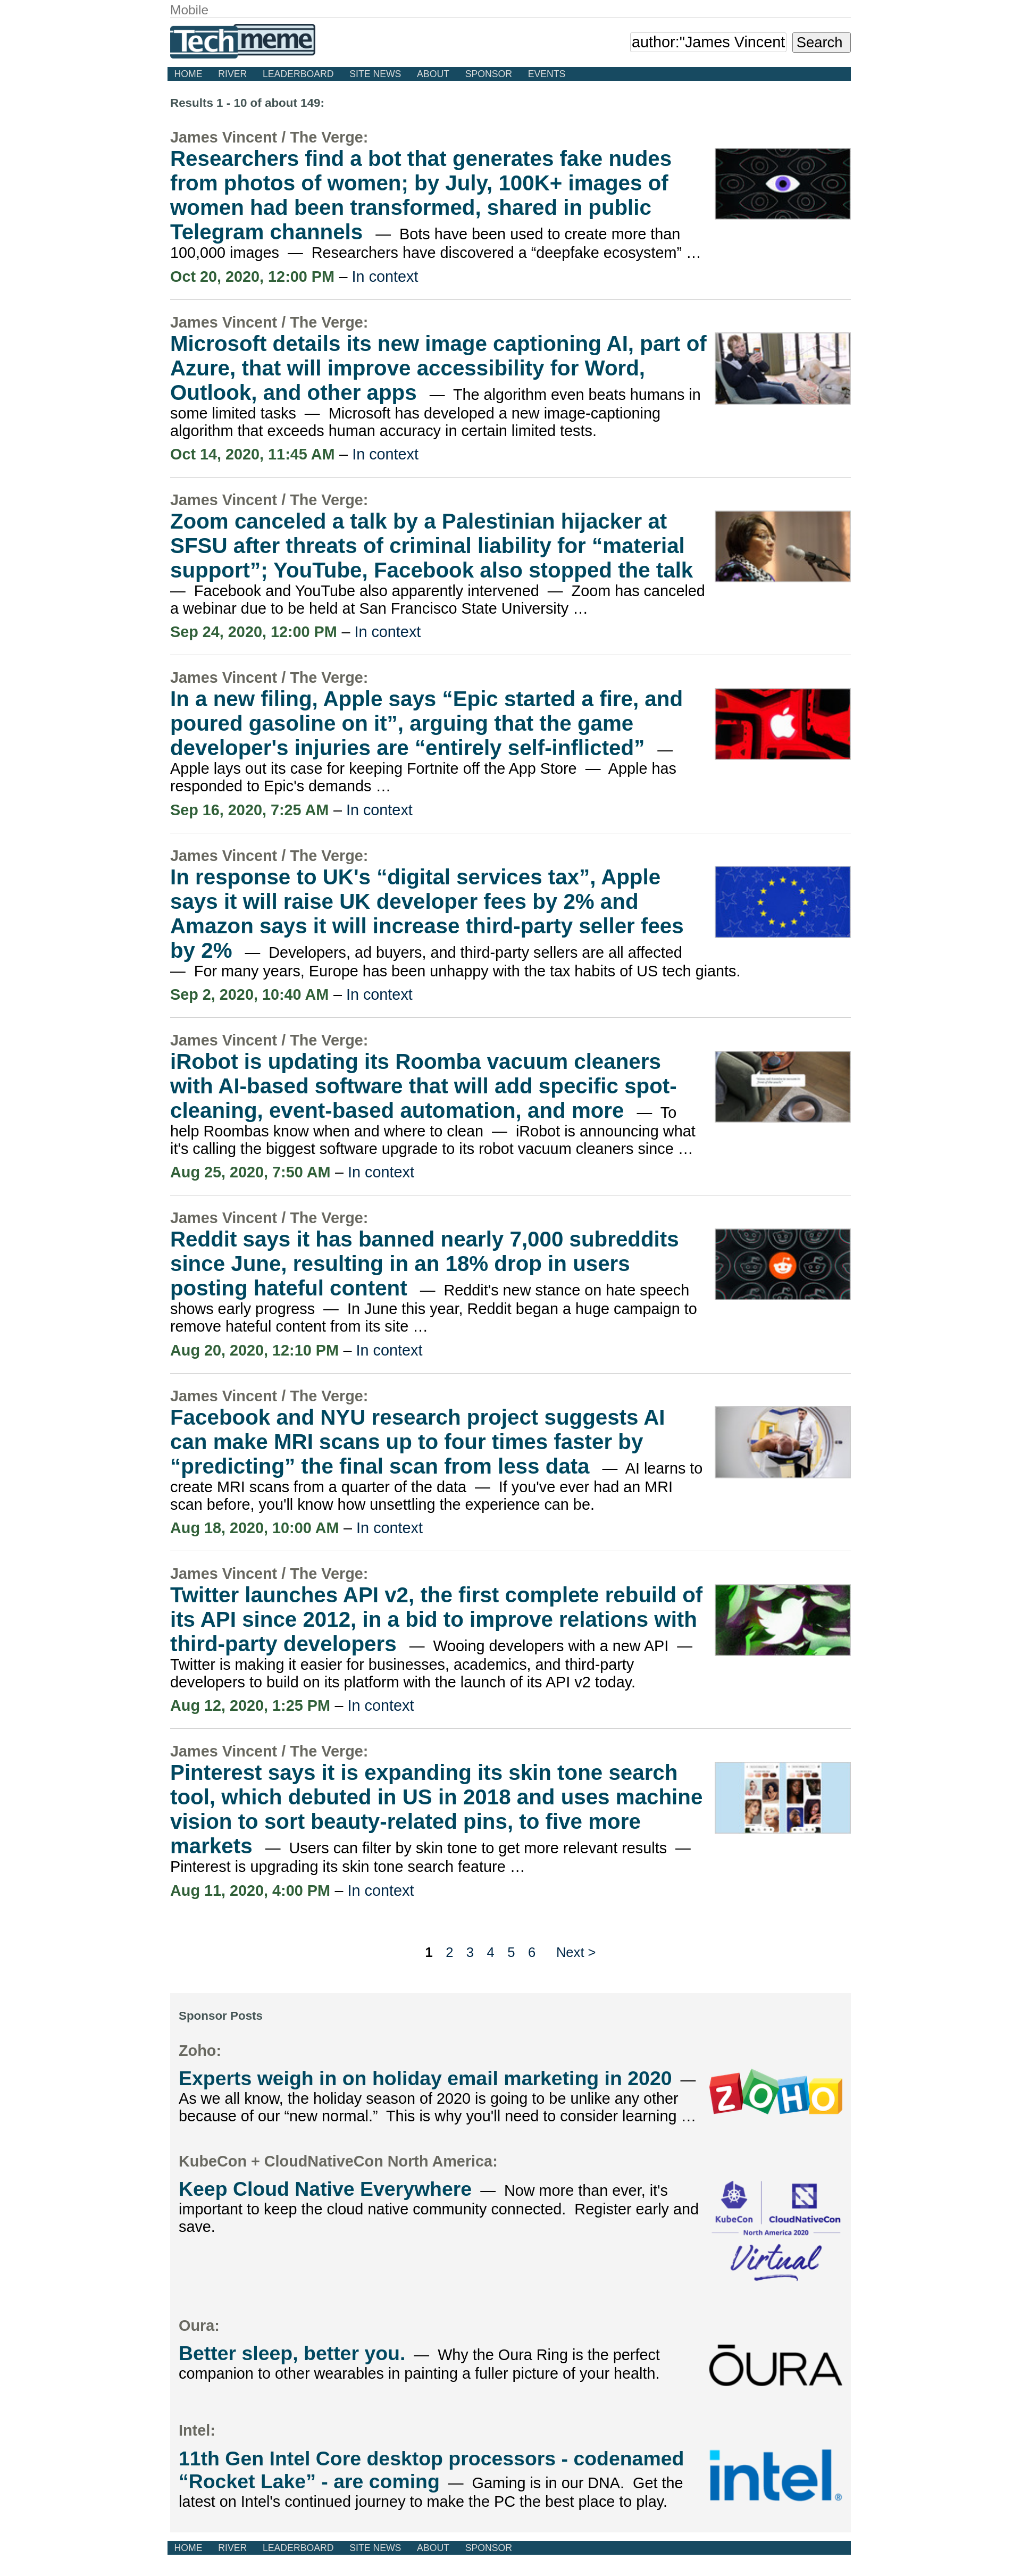 Mobile
Techmeme
author:"James Vincent
Search
HOME RIVER LEADERBOARD SITE NEWS ABOUT SPONSOR EVENTS
Results 1 - 10 of about 149:
James Vincent / The Verge:
Researchers find a bot that generates fake nudes
from photos of women; by July, 100K+ images of
women had been transformed, shared in public
Telegram channels — Bots have been used to create more than
100,000 images — Researchers have discovered a “deepfake ecosystem” …
Oct 20, 2020, 12:00 PM – In context
James Vincent / The Verge:
Microsoft details its new image captioning AI, part of
Azure, that will improve accessibility for Word,
Outlook, and other apps — The algorithm even beats humans in
some limited tasks — Microsoft has developed a new image-captioning
algorithm that exceeds human accuracy in certain limited tests.
Oct 14, 2020, 11:45 AM – In context
James Vincent / The Verge:
Zoom canceled a talk by a Palestinian hijacker at
SFSU after threats of criminal liability for “material
support”; YouTube, Facebook also stopped the talk
— Facebook and YouTube also apparently intervened — Zoom has canceled
a webinar due to be held at San Francisco State University …
Sep 24, 2020, 12:00 PM – In context
James Vincent / The Verge:
In a new filing, Apple says “Epic started a fire, and
poured gasoline on it”, arguing that the game
developer's injuries are “entirely self-inflicted” —
Apple lays out its case for keeping Fortnite off the App Store — Apple has
responded to Epic's demands …
Sep 16, 2020, 7:25 AM – In context
James Vincent / The Verge:
In response to UK's “digital services tax”, Apple
says it will raise UK developer fees by 2% and
Amazon says it will increase third-party seller fees
by 2% — Developers, ad buyers, and third-party sellers are all affected
— For many years, Europe has been unhappy with the tax habits of US tech giants.
Sep 2, 2020, 10:40 AM – In context
James Vincent / The Verge:
iRobot is updating its Roomba vacuum cleaners
with AI-based software that will add specific spot-
cleaning, event-based automation, and more — To
help Roombas know when and where to clean — iRobot is announcing what
it's calling the biggest software upgrade to its robot vacuum cleaners since …
Aug 25, 2020, 7:50 AM – In context
James Vincent / The Verge:
Reddit says it has banned nearly 7,000 subreddits
since June, resulting in an 18% drop in users
posting hateful content — Reddit's new stance on hate speech
shows early progress — In June this year, Reddit began a huge campaign to
remove hateful content from its site …
Aug 20, 2020, 12:10 PM – In context
James Vincent / The Verge:
Facebook and NYU research project suggests AI
can make MRI scans up to four times faster by
“predicting” the final scan from less data — AI learns to
create MRI scans from a quarter of the data — If you've ever had an MRI
scan before, you'll know how unsettling the experience can be.
Aug 18, 2020, 10:00 AM – In context
James Vincent / The Verge:
Twitter launches API v2, the first complete rebuild of
its API since 2012, in a bid to improve relations with
third-party developers — Wooing developers with a new API —
Twitter is making it easier for businesses, academics, and third-party
developers to build on its platform with the launch of its API v2 today.
Aug 12, 2020, 1:25 PM – In context
James Vincent / The Verge:
Pinterest says it is expanding its skin tone search
tool, which debuted in US in 2018 and uses machine
vision to sort beauty-related pins, to five more
markets — Users can filter by skin tone to get more relevant results —
Pinterest is upgrading its skin tone search feature …
Aug 11, 2020, 4:00 PM – In context
1 2 3 4 5 6 Next >
Sponsor Posts
Zoho:
Experts weigh in on holiday email marketing in 2020 —
As we all know, the holiday season of 2020 is going to be unlike any other
because of our “new normal.” This is why you'll need to consider learning …
ZOHO
KubeCon + CloudNativeCon North America:
Keep Cloud Native Everywhere — Now more than ever, it's
important to keep the cloud native community connected. Register early and
save.
KubeCon CloudNativeCon
North America 2020
Virtual
Oura:
Better sleep, better you. — Why the Oura Ring is the perfect
companion to other wearables in painting a fuller picture of your health.
ŌURA
Intel:
11th Gen Intel Core desktop processors - codenamed
“Rocket Lake” - are coming — Gaming is in our DNA. Get the
latest on Intel's continued journey to make the PC the best place to play.
intel®
HOME RIVER LEADERBOARD SITE NEWS ABOUT SPONSOR